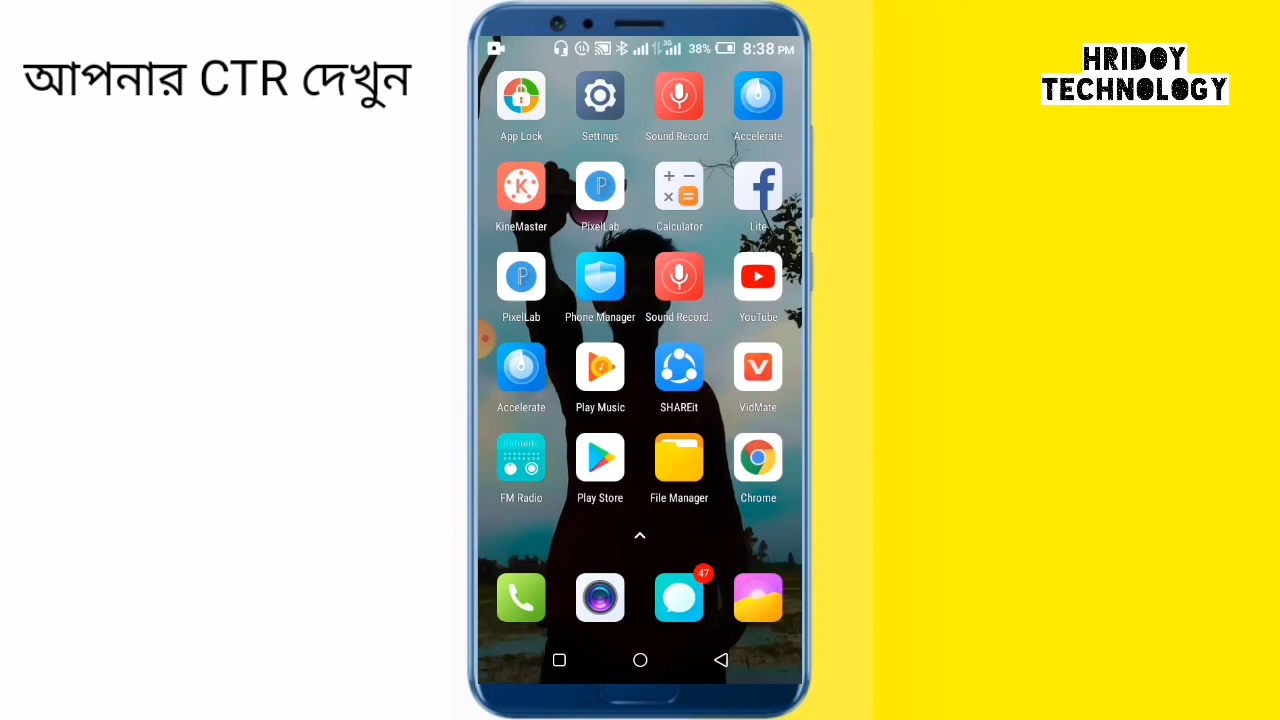 আপনার CTR দেখুন
HRIDOY
TECHNOLOGY
3G 38% 8:38 PM
App Lock Settings Sound Record.. Accelerate
KineMaster PixelLab Calculator Lite
PixelLab Phone Manager Sound Record.. YouTube
Accelerate Play Music SHAREit VidMate
FM Radio Play Store File Manager Chrome
47